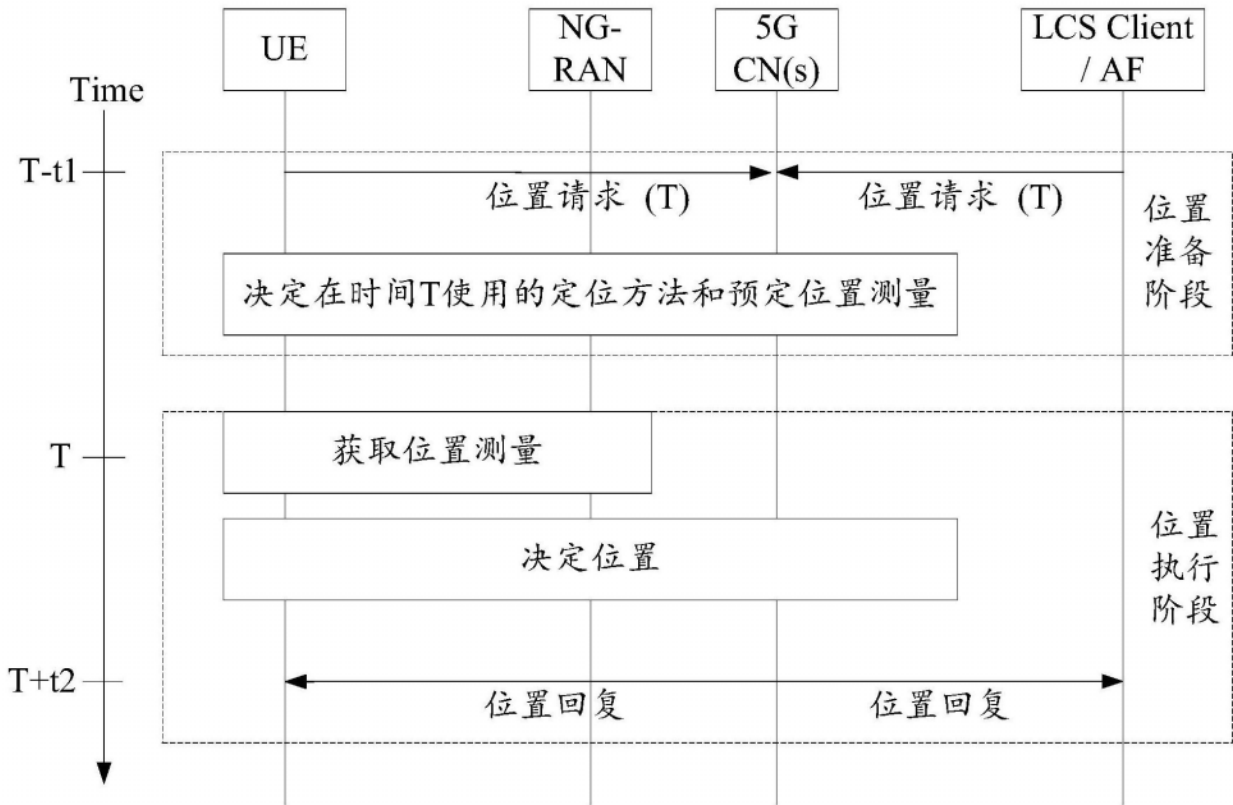 UE
NG-
RAN
5G
CN(s)
LCS Client
/ AF
Time
T-t1
位置请求 (T)
位置请求 (T)
位置
准备
阶段
决定在时间T使用的定位方法和预定位置测量
T
获取位置测量
决定位置
位置
执行
阶段
T+t2
位置回复
位置回复